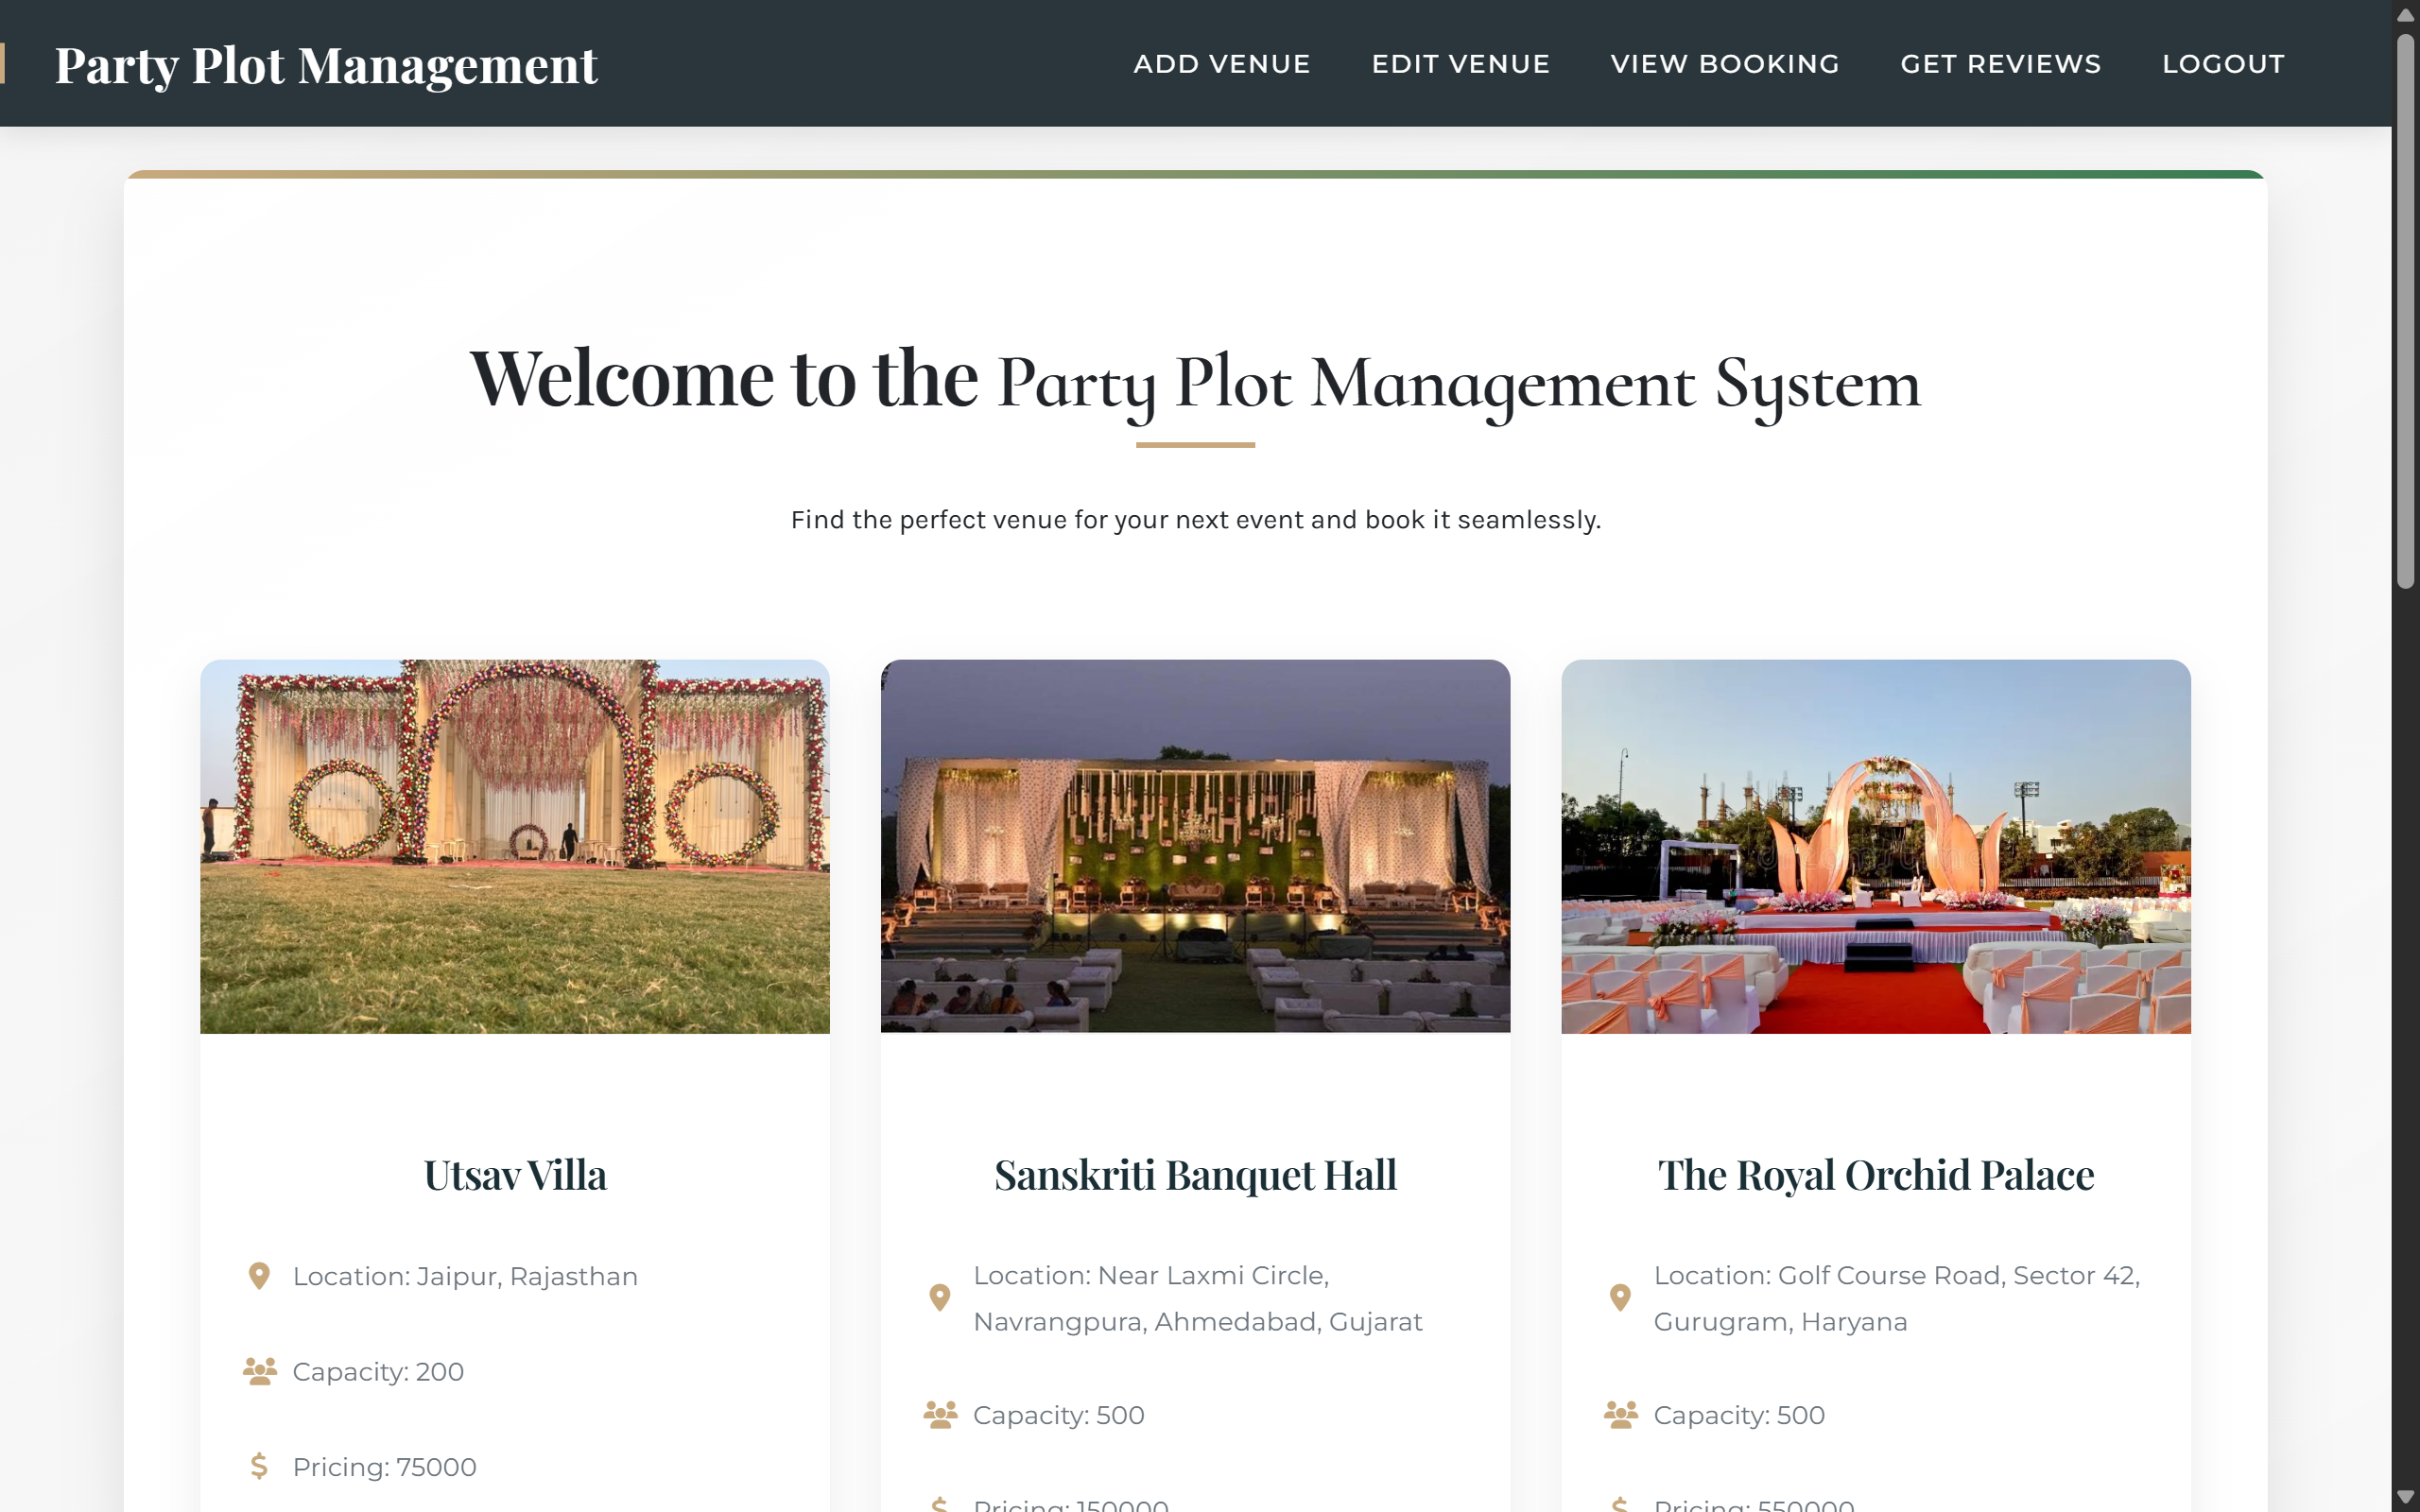 Party Plot Management
ADD VENUE
EDIT VENUE
VIEW BOOKING
GET REVIEWS
LOGOUT
Welcome to the Party Plot Management System
Find the perfect venue for your next event and book it seamlessly.
Utsav Villa
Location: Jaipur, Rajasthan
Capacity: 200
Pricing: 75000
Sanskriti Banquet Hall
Location: Near Laxmi Circle,
Navrangpura, Ahmedabad, Gujarat
Capacity: 500
Pricing: 150000
The Royal Orchid Palace
Location: Golf Course Road, Sector 42,
Gurugram, Haryana
Capacity: 500
Pricing: 550000